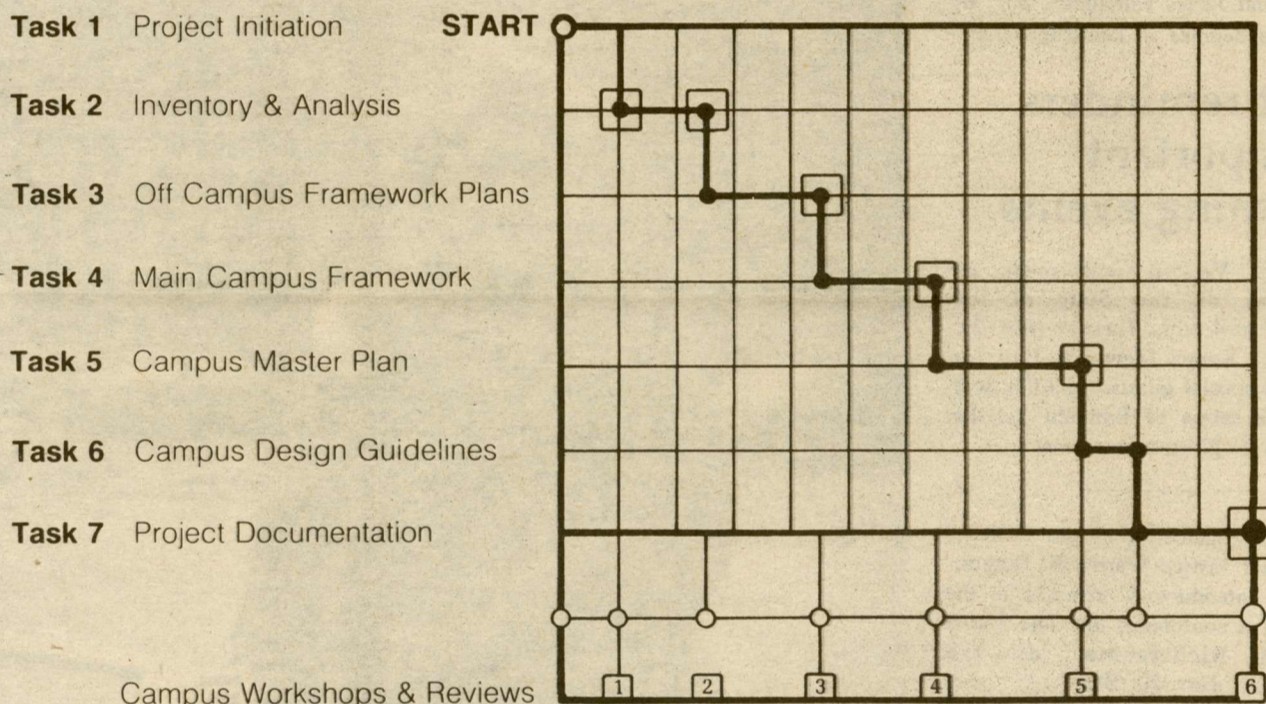 Task 1 Project Initiation START
Task 2 Inventory & Analysis
Task 3 Off Campus Framework Plans
Task 4 Main Campus Framework
Task 5 Campus Master Plan
Task 6 Campus Design Guidelines
Task 7 Project Documentation
Campus Workshops & Reviews 1 2 3 4 5 6